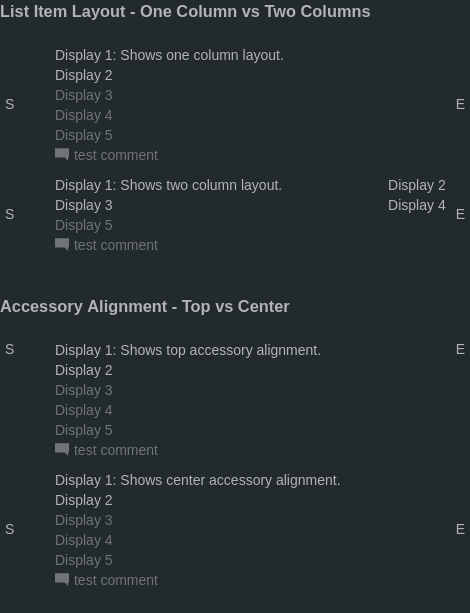 List Item Layout - One Column vs Two Columns
Display 1: Shows one column layout.
Display 2
Display 3
S E
Display 4
Display 5
test comment
Display 1: Shows two column layout. Display 2
Display 3 Display 4
S E
Display 5
test comment
Accessory Alignment - Top vs Center
S Display 1: Shows top accessory alignment. E
Display 2
Display 3
Display 4
Display 5
test comment
Display 1: Shows center accessory alignment.
Display 2
Display 3
S E
Display 4
Display 5
test comment